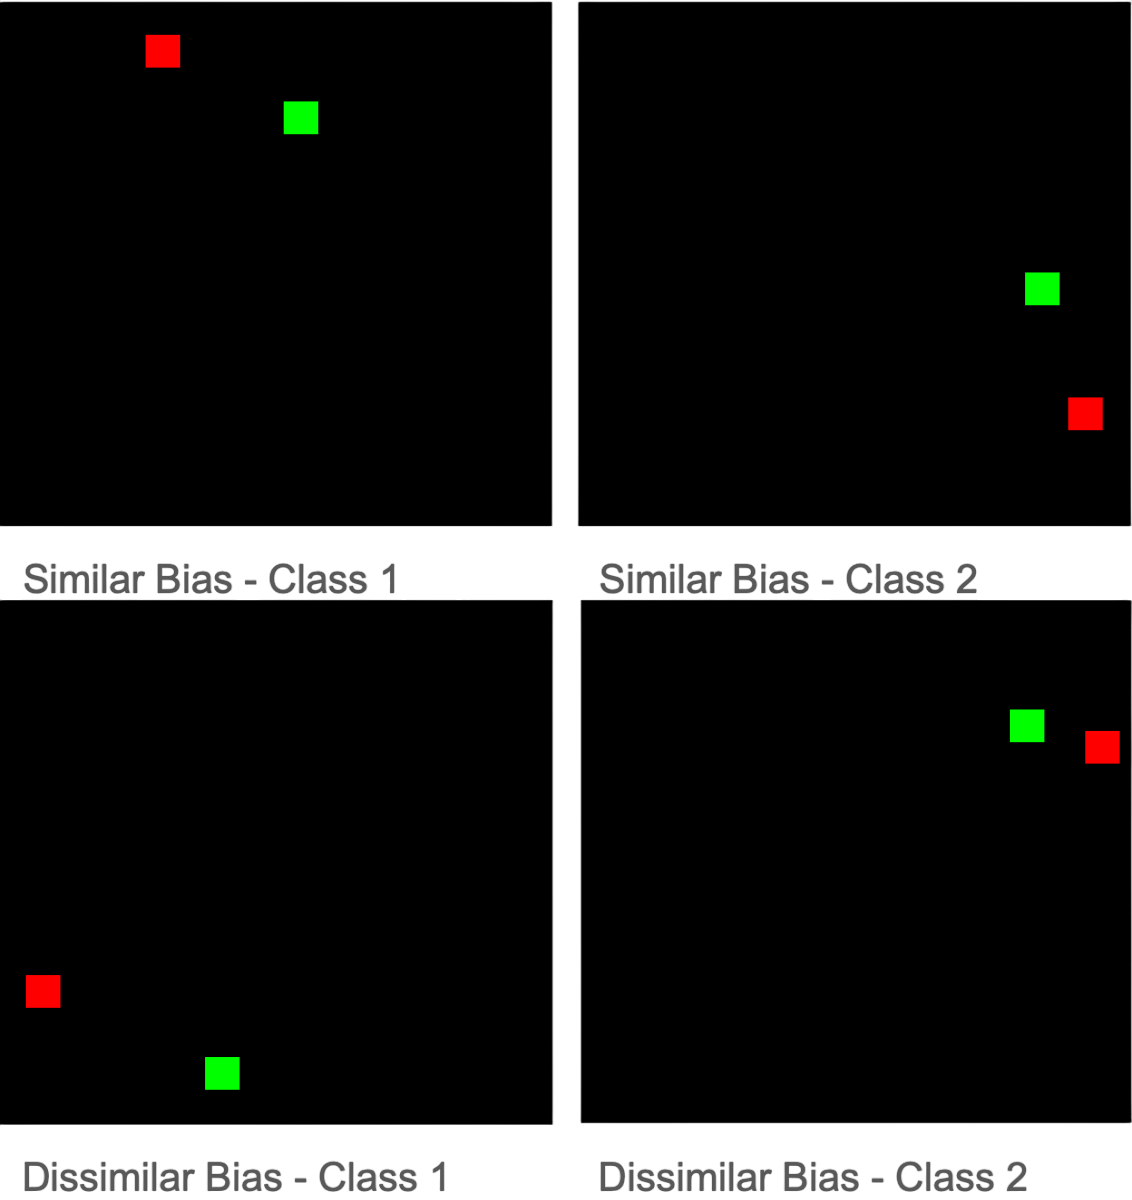 Similar Bias - Class 1
Similar Bias - Class 2
Dissimilar Bias - Class 1
Dissimilar Bias - Class 2